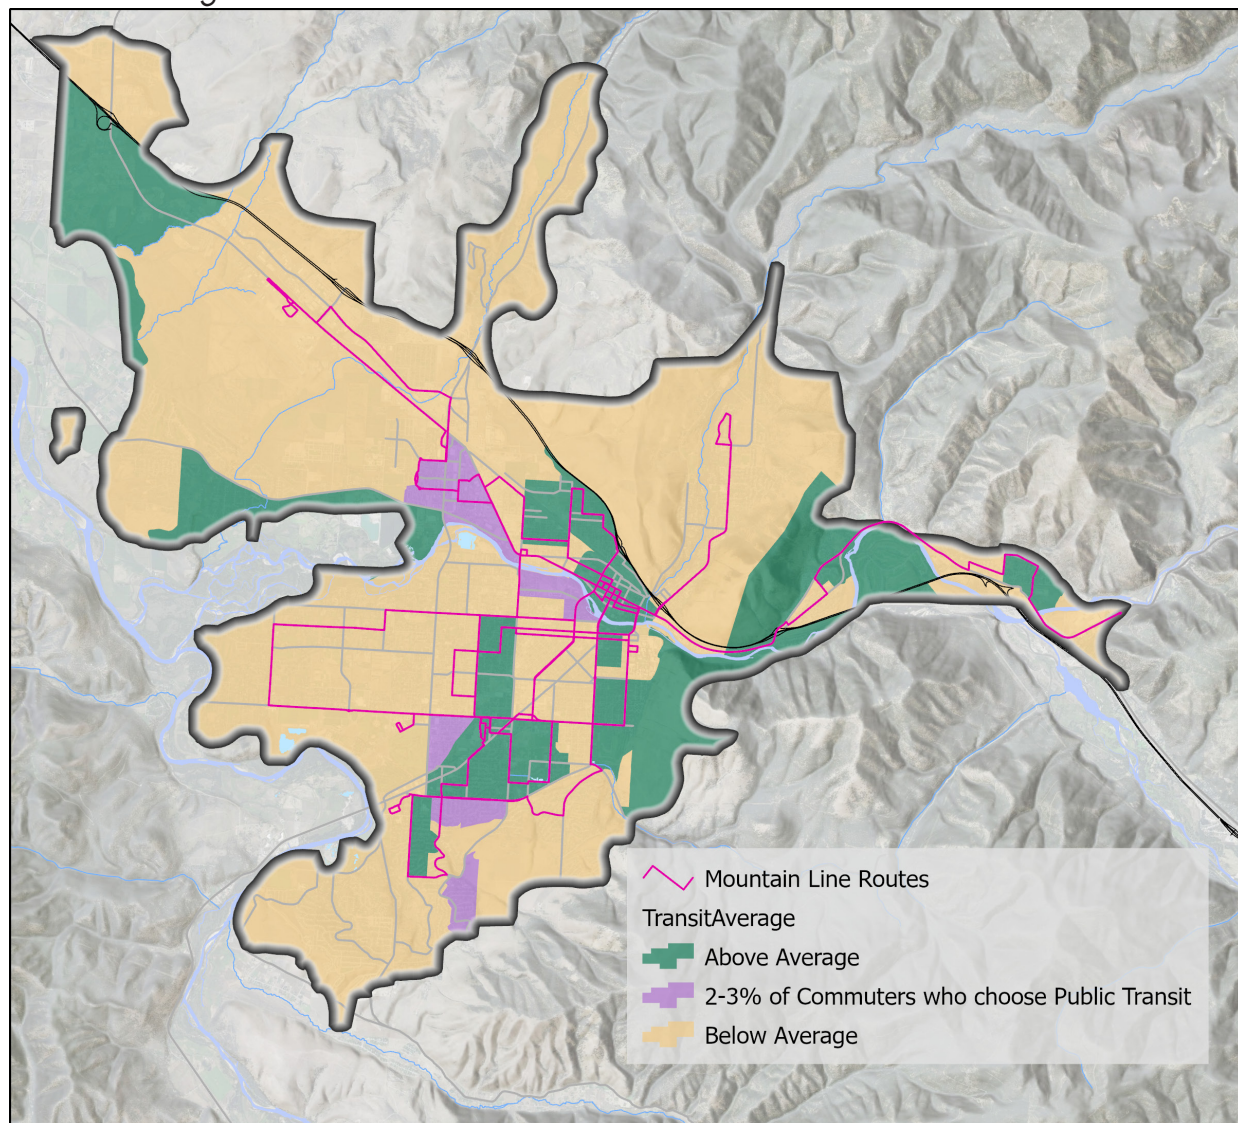 Mountain Line Routes
TransitAverage
Above Average
2-3% of Commuters who choose Public Transit
Below Average